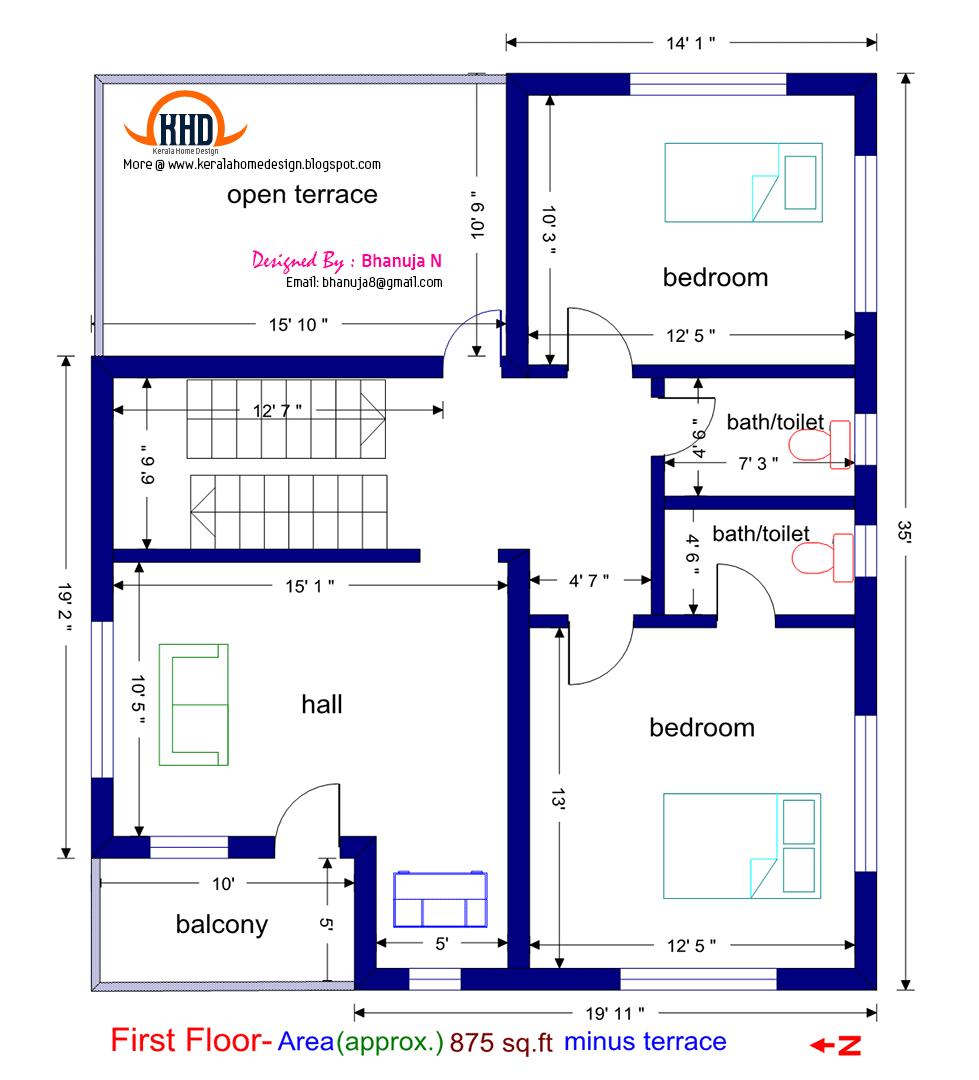 14' 1 "
KHD
Kerala Home Design
More @ www.keralahomedesign.blogspot.com
open terrace
10' 9 "
10' 3 "
Designed By : Bhanuja N
Email: bhanuja8@gmail.com
bedroom
15' 10 "
12' 5 "
12' 7 "
9' 9 "
bath/toilet
4' 6 "
7' 3 "
bath/toilet
4' 6 "
35'
15' 1 "
4' 7 "
19' 2 "
10' 5 "
hall
bedroom
13'
10'
balcony
5'
5'
12' 5 "
19' 11 "
First Floor- Area(approx.) 875 sq.ft minus terrace
N